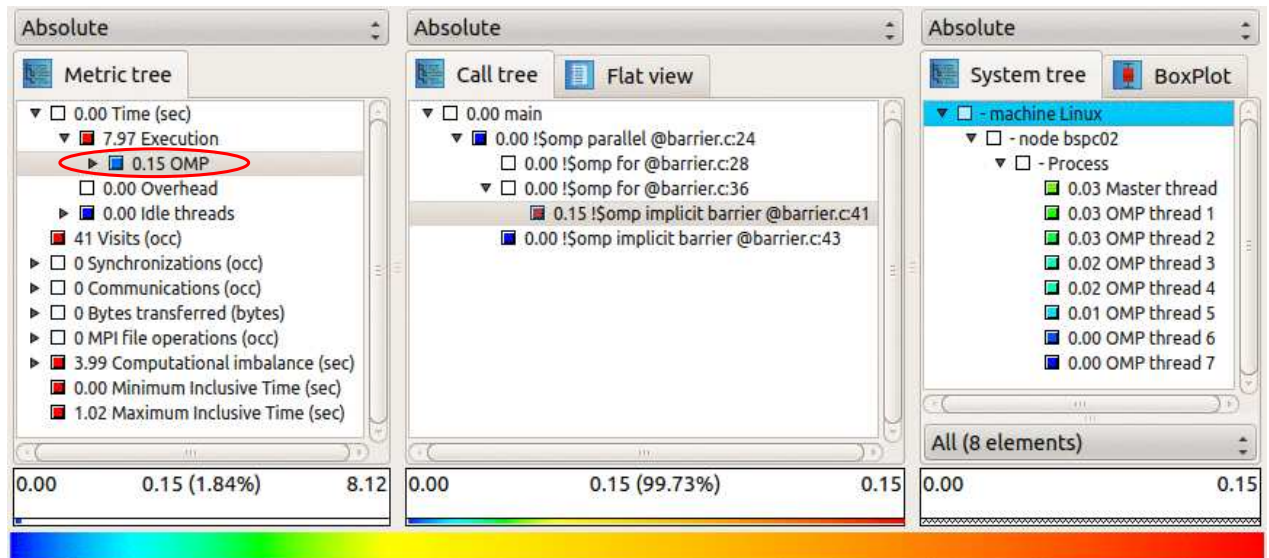 Absolute
Metric tree
0.00 Time (sec)
7.97 Execution
0.15 OMP
0.00 Overhead
0.00 Idle threads
41 Visits (occ)
0 Synchronizations (occ)
0 Communications (occ)
0 Bytes transferred (bytes)
0 MPI file operations (occ)
3.99 Computational imbalance (sec)
0.00 Minimum Inclusive Time (sec)
1.02 Maximum Inclusive Time (sec)
0.00 0.15 (1.84%) 8.12
Absolute
Call tree Flat view
0.00 main
0.00 !$omp parallel @barrier.c:24
0.00 !$omp for @barrier.c:28
0.00 !$omp for @barrier.c:36
0.15 !$omp implicit barrier @barrier.c:41
0.00 !$omp implicit barrier @barrier.c:43
0.00 0.15 (99.73%) 0.15
Absolute
System tree BoxPlot
- machine Linux
- node bspc02
- Process
0.03 Master thread
0.03 OMP thread 1
0.03 OMP thread 2
0.02 OMP thread 3
0.02 OMP thread 4
0.01 OMP thread 5
0.00 OMP thread 6
0.00 OMP thread 7
All (8 elements)
0.00 0.15